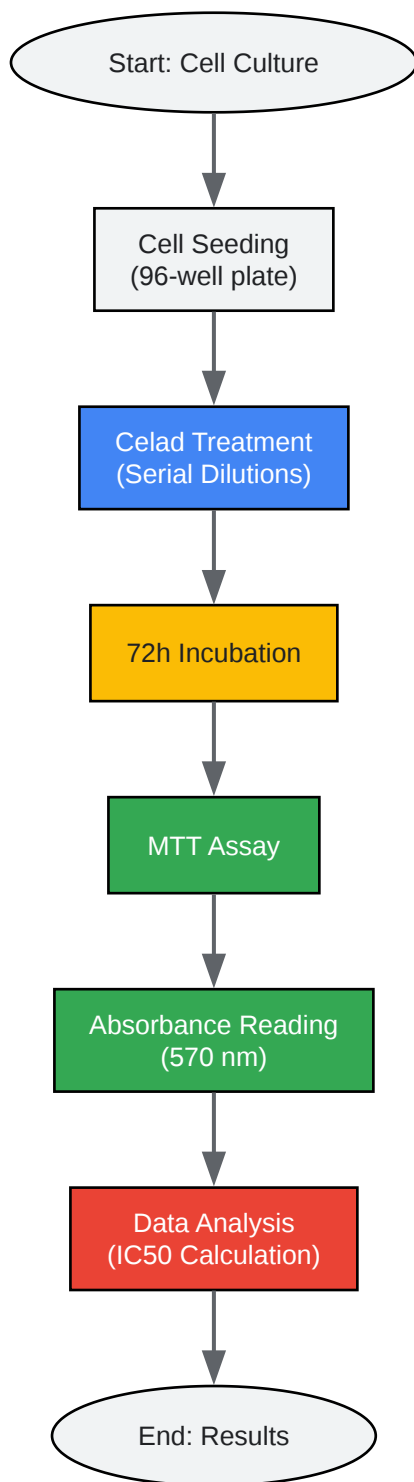 Start: Cell Culture
Cell Seeding
(96-well plate)
Celad Treatment
(Serial Dilutions)
72h Incubation
MTT Assay
Absorbance Reading
(570 nm)
Data Analysis
(IC50 Calculation)
End: Results